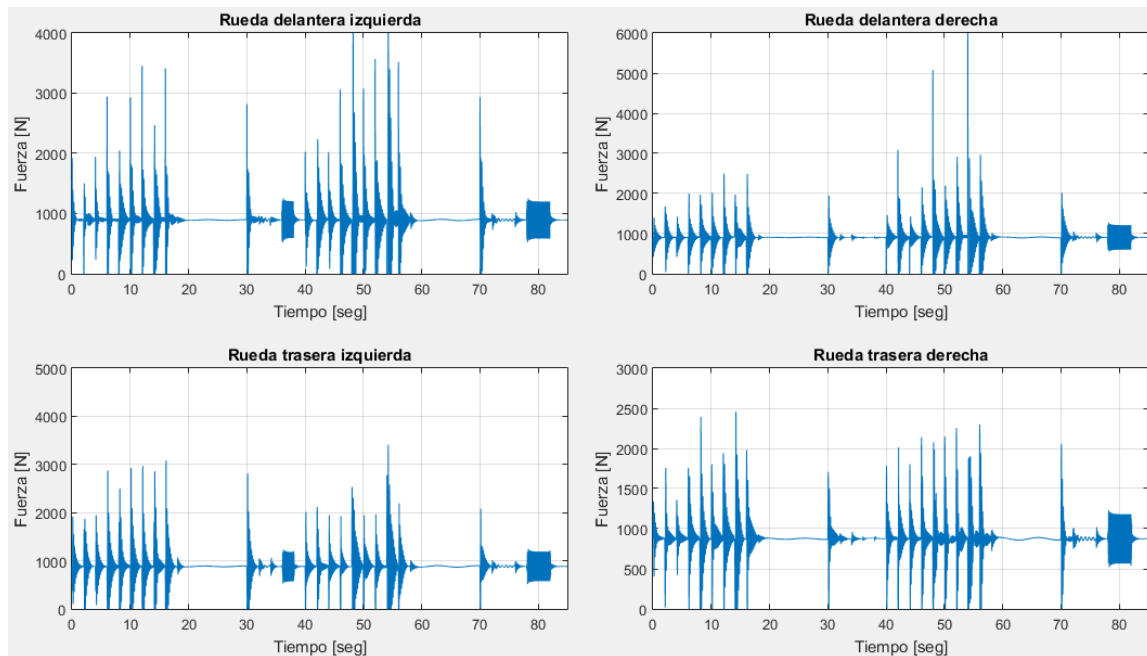 Rueda delantera izquierda
4000
3000
2000
1000
0
Fuerza [N]
0 10 20 30 40 50 60 70 80
Tiempo [seg]
Rueda delantera derecha
6000
5000
4000
3000
2000
1000
0
Fuerza [N]
0 10 20 30 40 50 60 70 80
Tiempo [seg]
Rueda trasera izquierda
5000
4000
3000
2000
1000
0
Fuerza [N]
0 10 20 30 40 50 60 70 80
Tiempo [seg]
Rueda trasera derecha
3000
2500
2000
1500
1000
500
0
Fuerza [N]
0 10 20 30 40 50 60 70 80
Tiempo [seg]